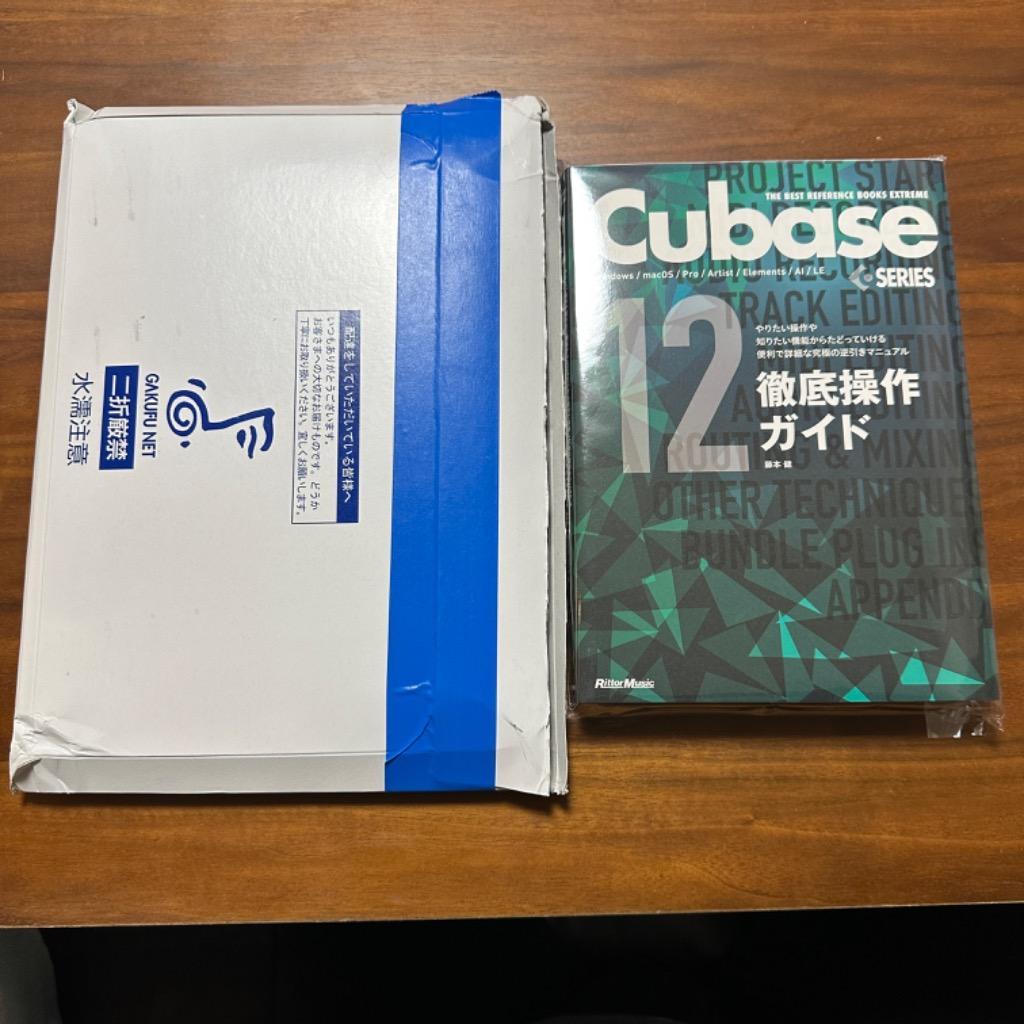 GAKUFU NET
二折厳禁
水濡注意
配達をしていただいている皆様へ
いつもありがとうございます。
お客さまへの大切なお届けものです。どうか
丁寧にお取り扱いください。宜しくお願いします。
PROJECT START
THE BEST REFERENCE BOOKS EXTREME
Cubase
/ macOS / Pro / Artist / Elements / AI / LE
SERIES
TRACK EDITING
12
やりたい操作や
知りたい機能からたどっていける
便利で詳細な究極の逆引きマニュアル
徹底操作
ガイド
藤本 健
ROUTING & MIXING
OTHER TECHNIQUES
BUNDLE PLUG INS
APPENDIX
RittorMusic